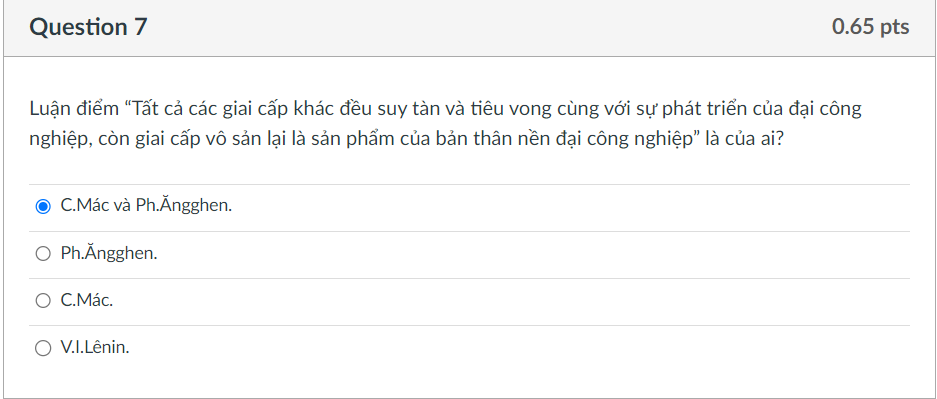 Question 7
0.65 pts
Luận điểm “Tất cả các giai cấp khác đều suy tàn và tiêu vong cùng với sự phát triển của đại công
nghiệp, còn giai cấp vô sản lại là sản phẩm của bản thân nền đại công nghiệp” là của ai?
C.Mác và Ph.Ăngghen.
Ph.Ăngghen.
C.Mác.
V.I.Lênin.